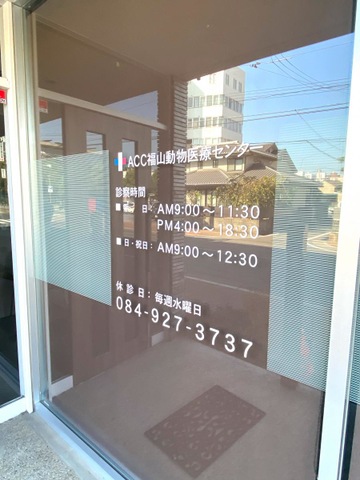 ACC福山動物医療センター
診察時間
■平 日: AM9:00〜11:30
PM4:00〜18:30
■日・祝日: AM9:00〜12:30
休 診 日: 毎週水曜日
084-927-3737